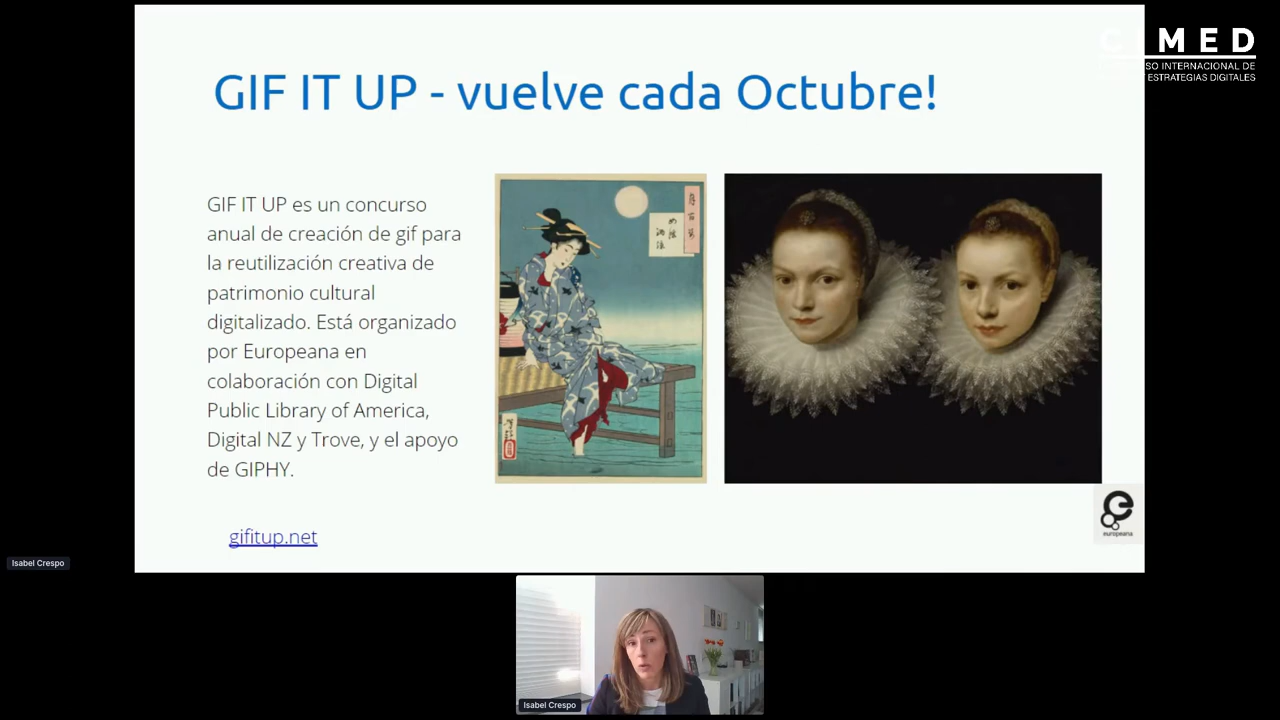 GIF IT UP - vuelve cada Octubre!
C MED
SO INTERNACIONAL DE
Y ESTRATEGIAS DIGITALES
GIF IT UP es un concurso
anual de creación de gif para
la reutilización creativa de
patrimonio cultural
digitalizado. Está organizado
por Europeana en
colaboración con Digital
Public Library of America,
Digital NZ y Trove, y el apoyo
de GIPHY.
gifitup.net
europeana
Isabel Crespo
Isabel Crespo